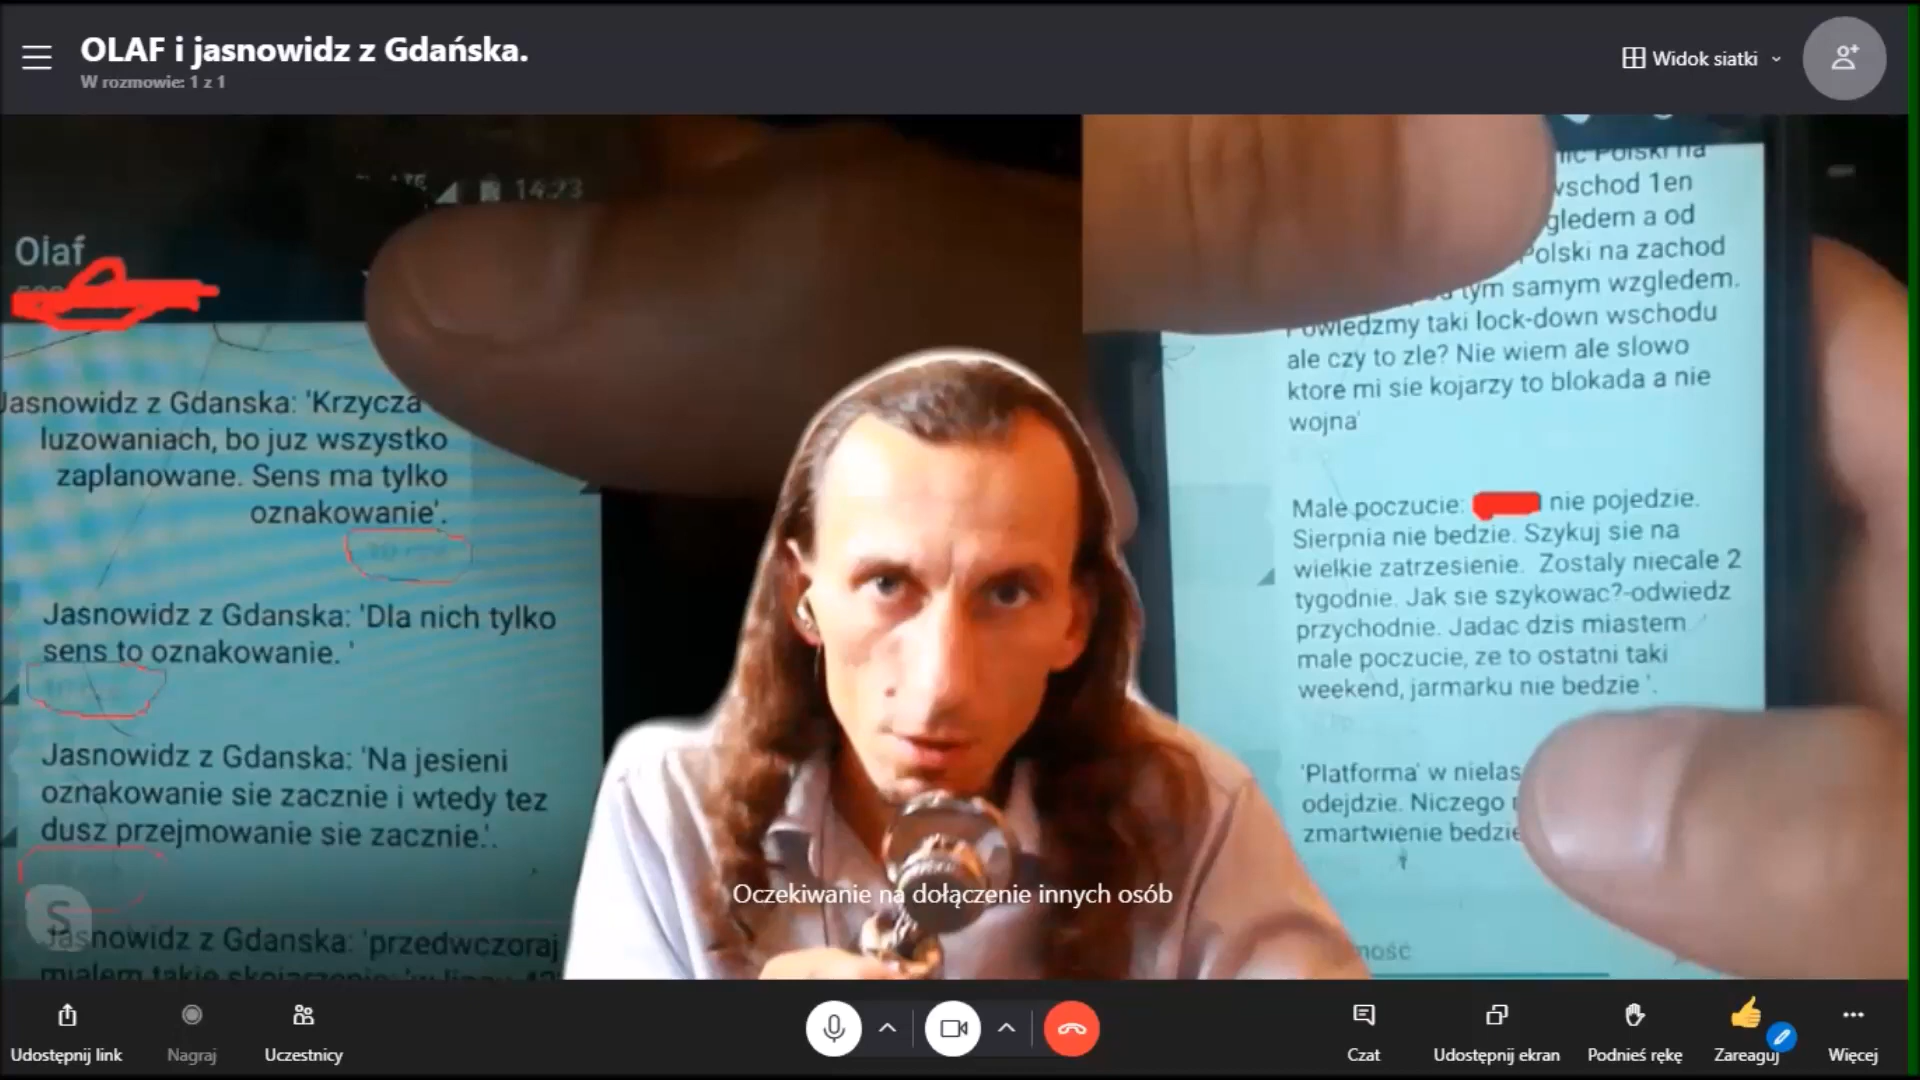 OLAF i jasnowidz z Gdańska.
W rozmowie: 1 z 1
Widok siatki
14:23
Olaf
Jasnowidz z Gdanska: 'Krzycza
luzowaniach, bo juz wszystko
zaplanowane. Sens ma tylko
oznakowanie'.
Jasnowidz z Gdanska: 'Dla nich tylko
sens to oznakowanie. '
Jasnowidz z Gdanska: 'Na jesieni
oznakowanie sie zacznie i wtedy tez
dusz przejmowanie sie zacznie.'.
Jasnowidz z Gdanska: 'przedwczoraj
mialem takie skojarzenie:
Polski na
wschod 1en
gledem a od
Polski na zachod
tym samym wzgledem.
Powiedzmy taki lock-down wschodu
ale czy to zle? Nie wiem ale slowo
ktore mi sie kojarzy to blokada a nie
wojna'
Male poczucie: nie pojedzie.
Sierpnia nie bedzie. Szykuj sie na
wielkie zatrzesienie. Zostaly niecale 2
tygodnie. Jak sie szykowac?-odwiedz
przychodnie. Jadac dzis miastem
male poczucie, ze to ostatni taki
weekend, jarmarku nie bedzie '.
'Platforma' w nielas
odejdzie. Niczego
zmartwienie bedzie
Oczekiwanie na dołączenie innych osób
Udostępnij link
Nagraj
Uczestnicy
Czat
Udostępnij ekran
Podnieś rękę
Zareaguj
Więcej